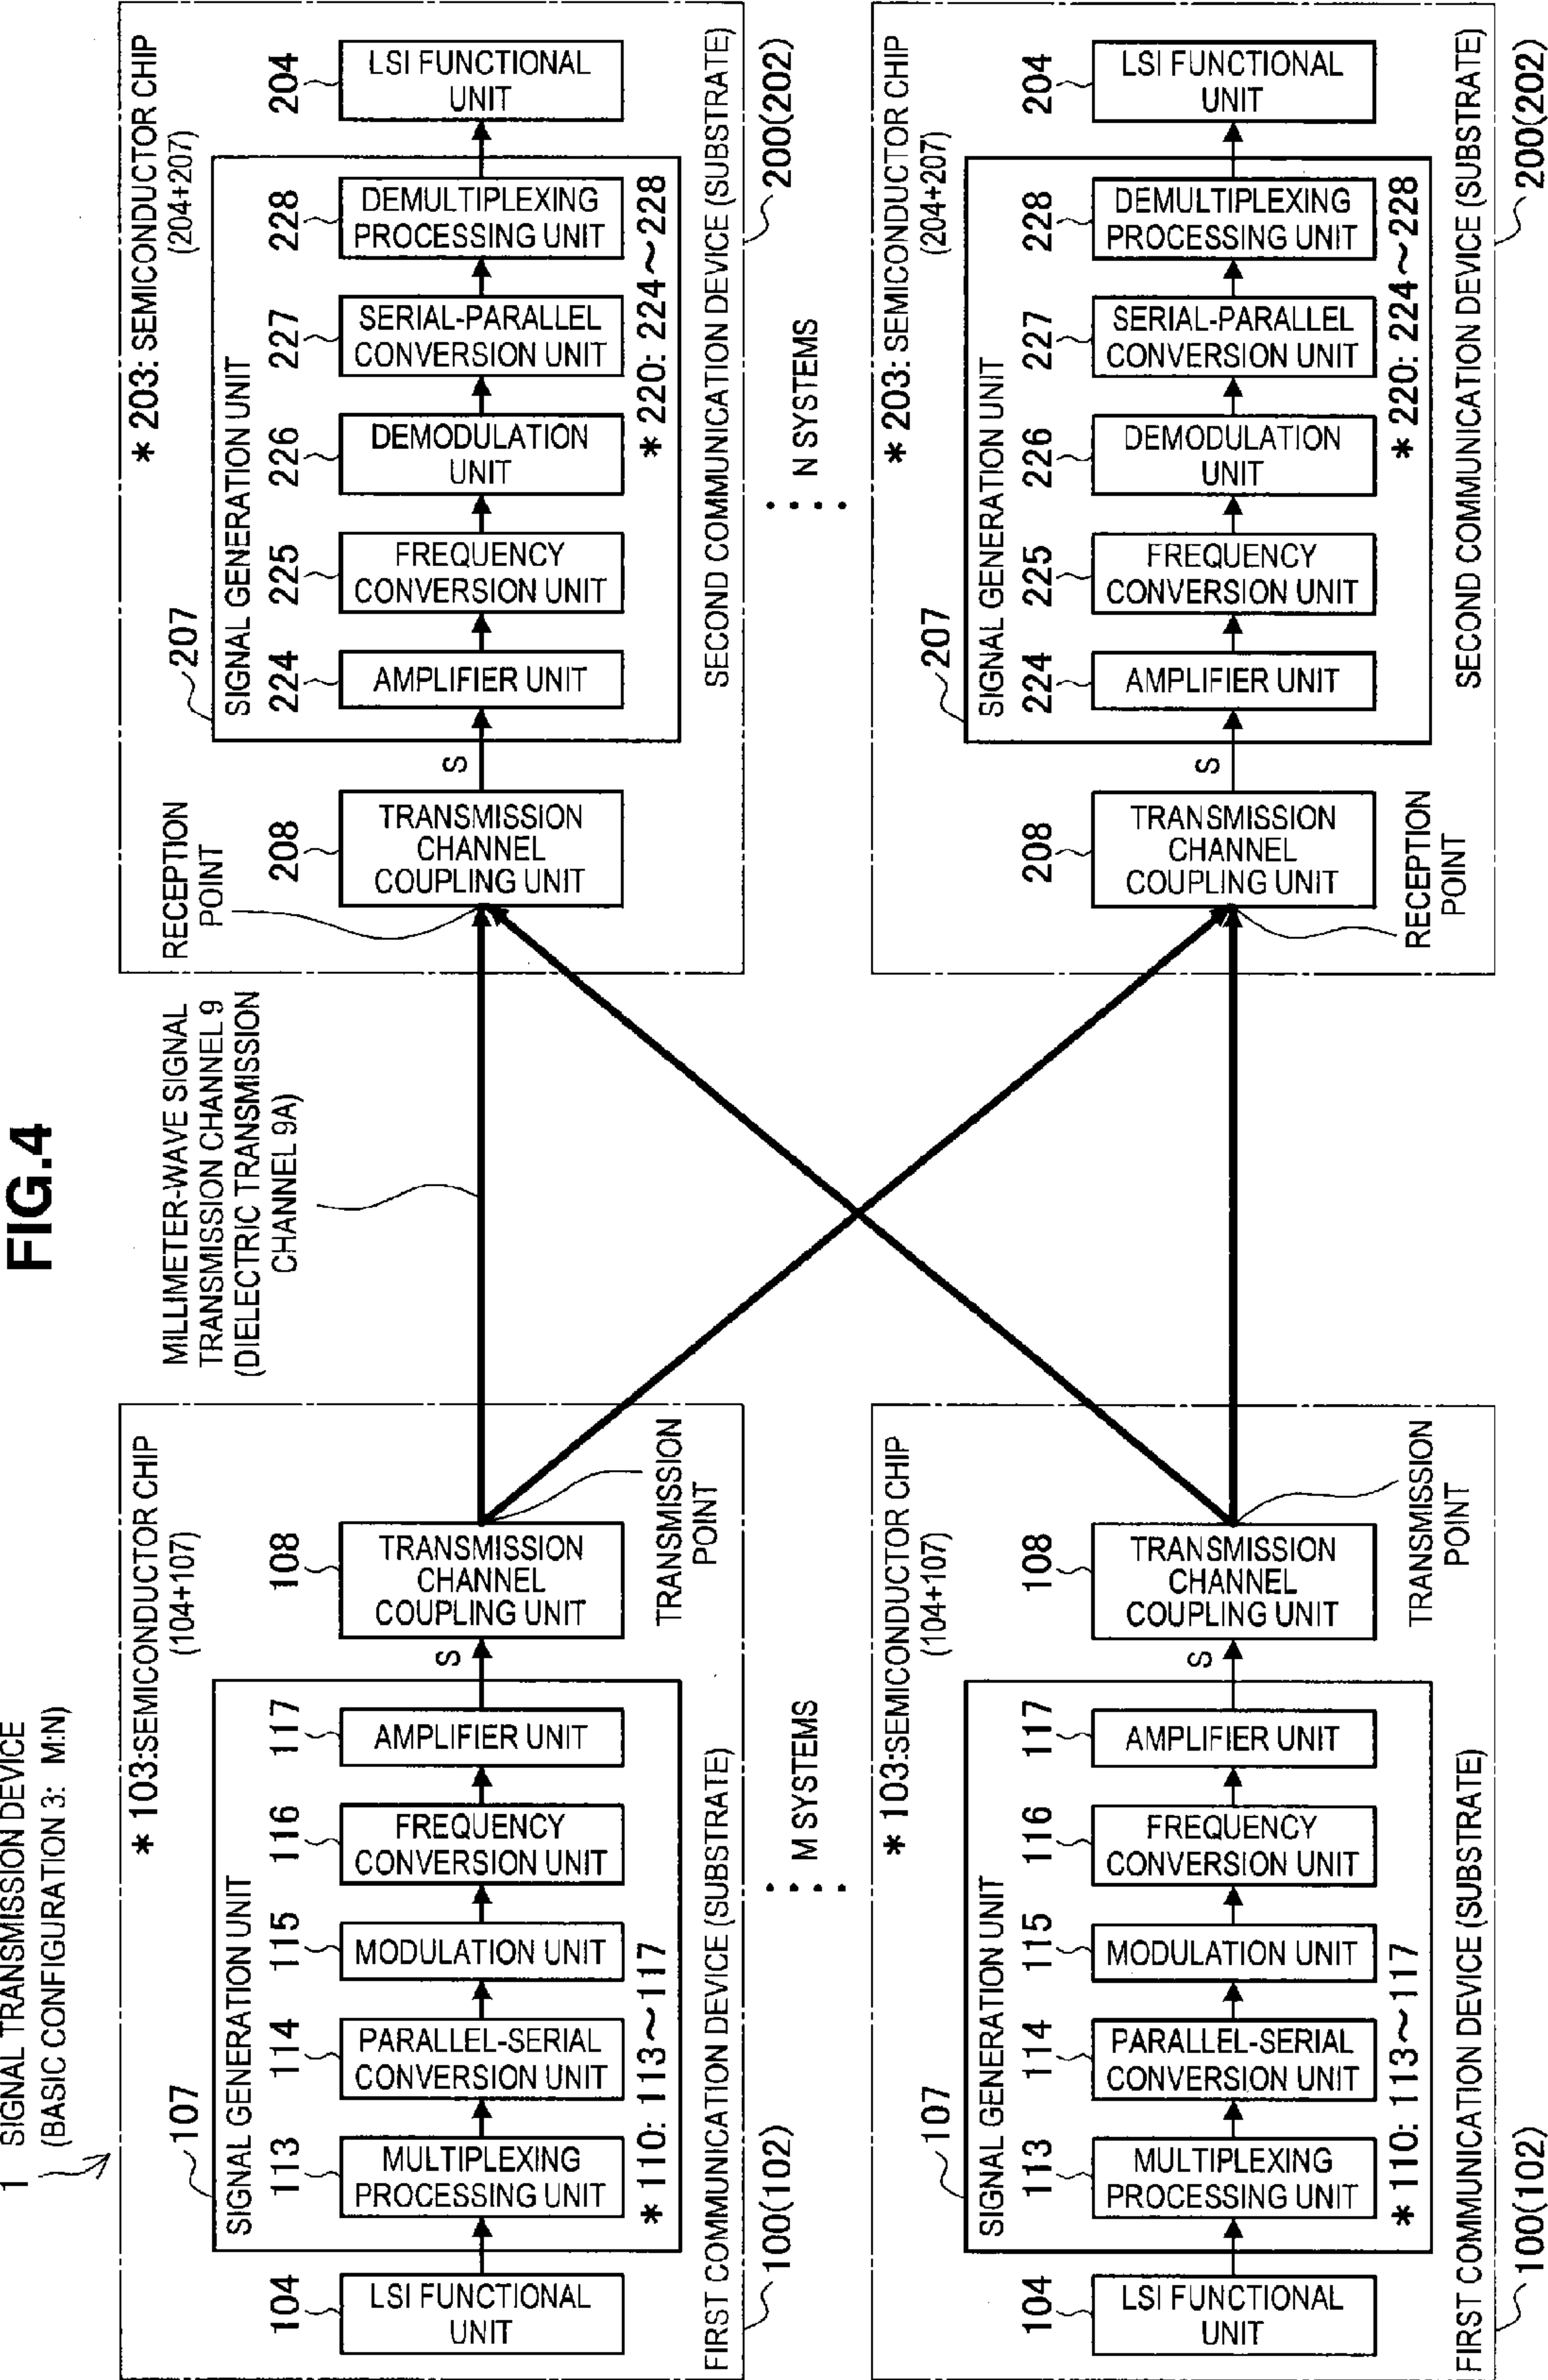 FIG.4
1 SIGNAL TRANSMISSION DEVICE
(BASIC CONFIGURATION 3: M:N)
* 103:SEMICONDUCTOR CHIP
(104+107)
107
SIGNAL GENERATION UNIT
104
LSI FUNCTIONAL
UNIT
113
MULTIPLEXING
PROCESSING UNIT
114
PARALLEL-SERIAL
CONVERSION UNIT
115
MODULATION UNIT
116
FREQUENCY
CONVERSION UNIT
117
AMPLIFIER UNIT
* 110: 113~117
S
108
TRANSMISSION
CHANNEL
COUPLING UNIT
TRANSMISSION
POINT
FIRST COMMUNICATION DEVICE (SUBSTRATE)
100(102)
MILLIMETER-WAVE SIGNAL
TRANSMISSION CHANNEL 9
(DIELECTRIC TRANSMISSION
CHANNEL 9A)
* 203: SEMICONDUCTOR CHIP
(204+207)
RECEPTION
POINT
208
TRANSMISSION
CHANNEL
COUPLING UNIT
S
207
SIGNAL GENERATION UNIT
224
AMPLIFIER UNIT
225
FREQUENCY
CONVERSION UNIT
226
DEMODULATION
UNIT
227
SERIAL-PARALLEL
CONVERSION UNIT
228
DEMULTIPLEXING
PROCESSING UNIT
* 220: 224~228
204
LSI FUNCTIONAL
UNIT
SECOND COMMUNICATION DEVICE (SUBSTRATE)
200(202)
M SYSTEMS
N SYSTEMS
* 103:SEMICONDUCTOR CHIP
(104+107)
107
SIGNAL GENERATION UNIT
104
LSI FUNCTIONAL
UNIT
113
MULTIPLEXING
PROCESSING UNIT
114
PARALLEL-SERIAL
CONVERSION UNIT
115
MODULATION UNIT
116
FREQUENCY
CONVERSION UNIT
117
AMPLIFIER UNIT
* 110: 113~117
S
108
TRANSMISSION
CHANNEL
COUPLING UNIT
TRANSMISSION
POINT
FIRST COMMUNICATION DEVICE (SUBSTRATE)
100(102)
* 203: SEMICONDUCTOR CHIP
(204+207)
208
TRANSMISSION
CHANNEL
COUPLING UNIT
RECEPTION
POINT
S
207
SIGNAL GENERATION UNIT
224
AMPLIFIER UNIT
225
FREQUENCY
CONVERSION UNIT
226
DEMODULATION
UNIT
227
SERIAL-PARALLEL
CONVERSION UNIT
228
DEMULTIPLEXING
PROCESSING UNIT
* 220: 224~228
204
LSI FUNCTIONAL
UNIT
SECOND COMMUNICATION DEVICE (SUBSTRATE)
200(202)